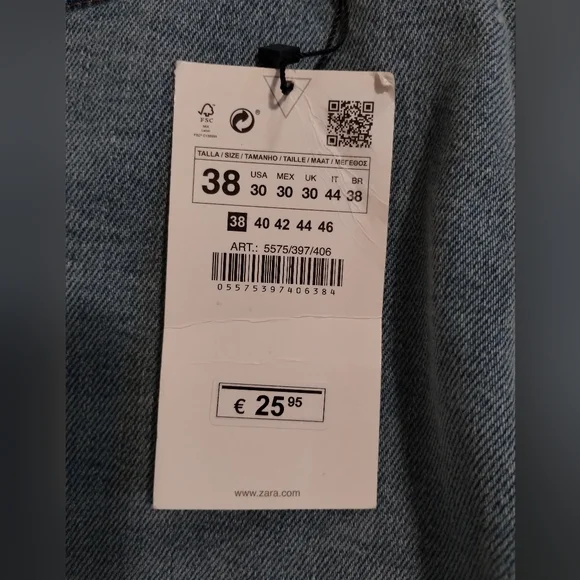 FSC
®
TALLA / SIZE / TAMANHO / TAILLE / MAAT / ΜΕΓΕΘΟΣ
38
USA MEX UK IT BR
30 30 30 44 38
38 40 42 44 46
ART.: 5575/397/406
05575397406384
€ 25 95
www.zara.com